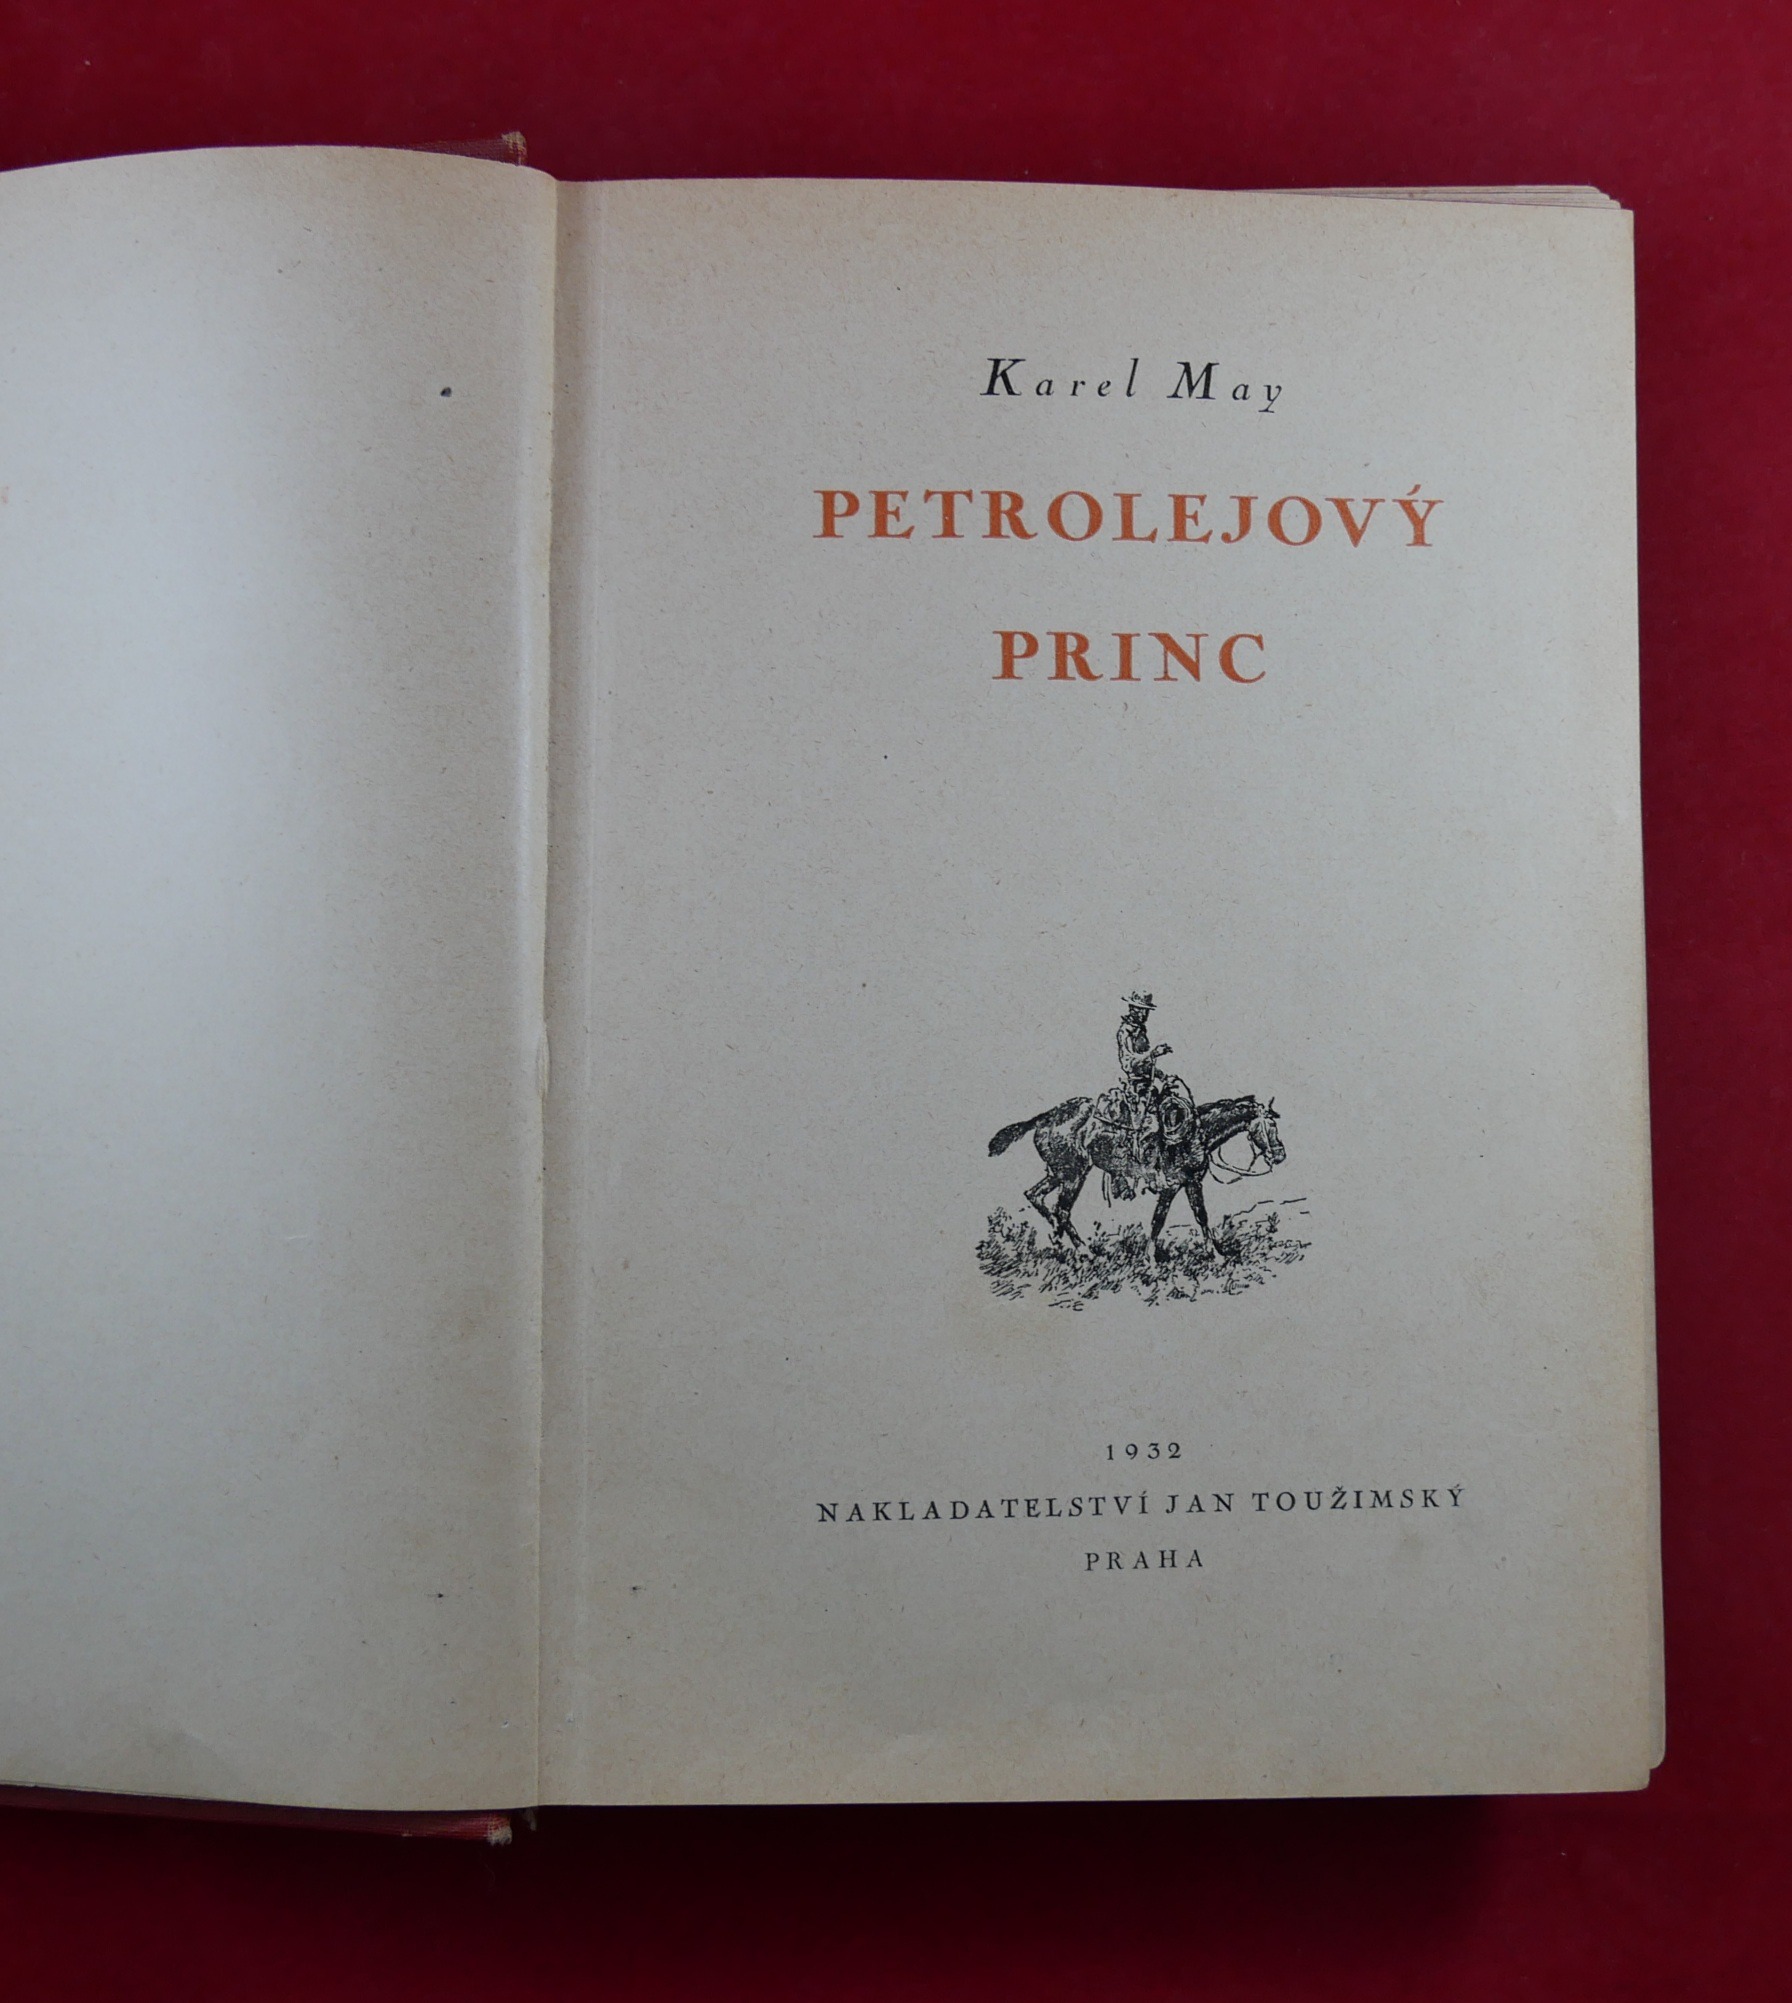 Karel May
PETROLEJOVÝ
PRINC
1932
NAKLADATELSTVÍ JAN TOUŽIMSKÝ
PRAHA